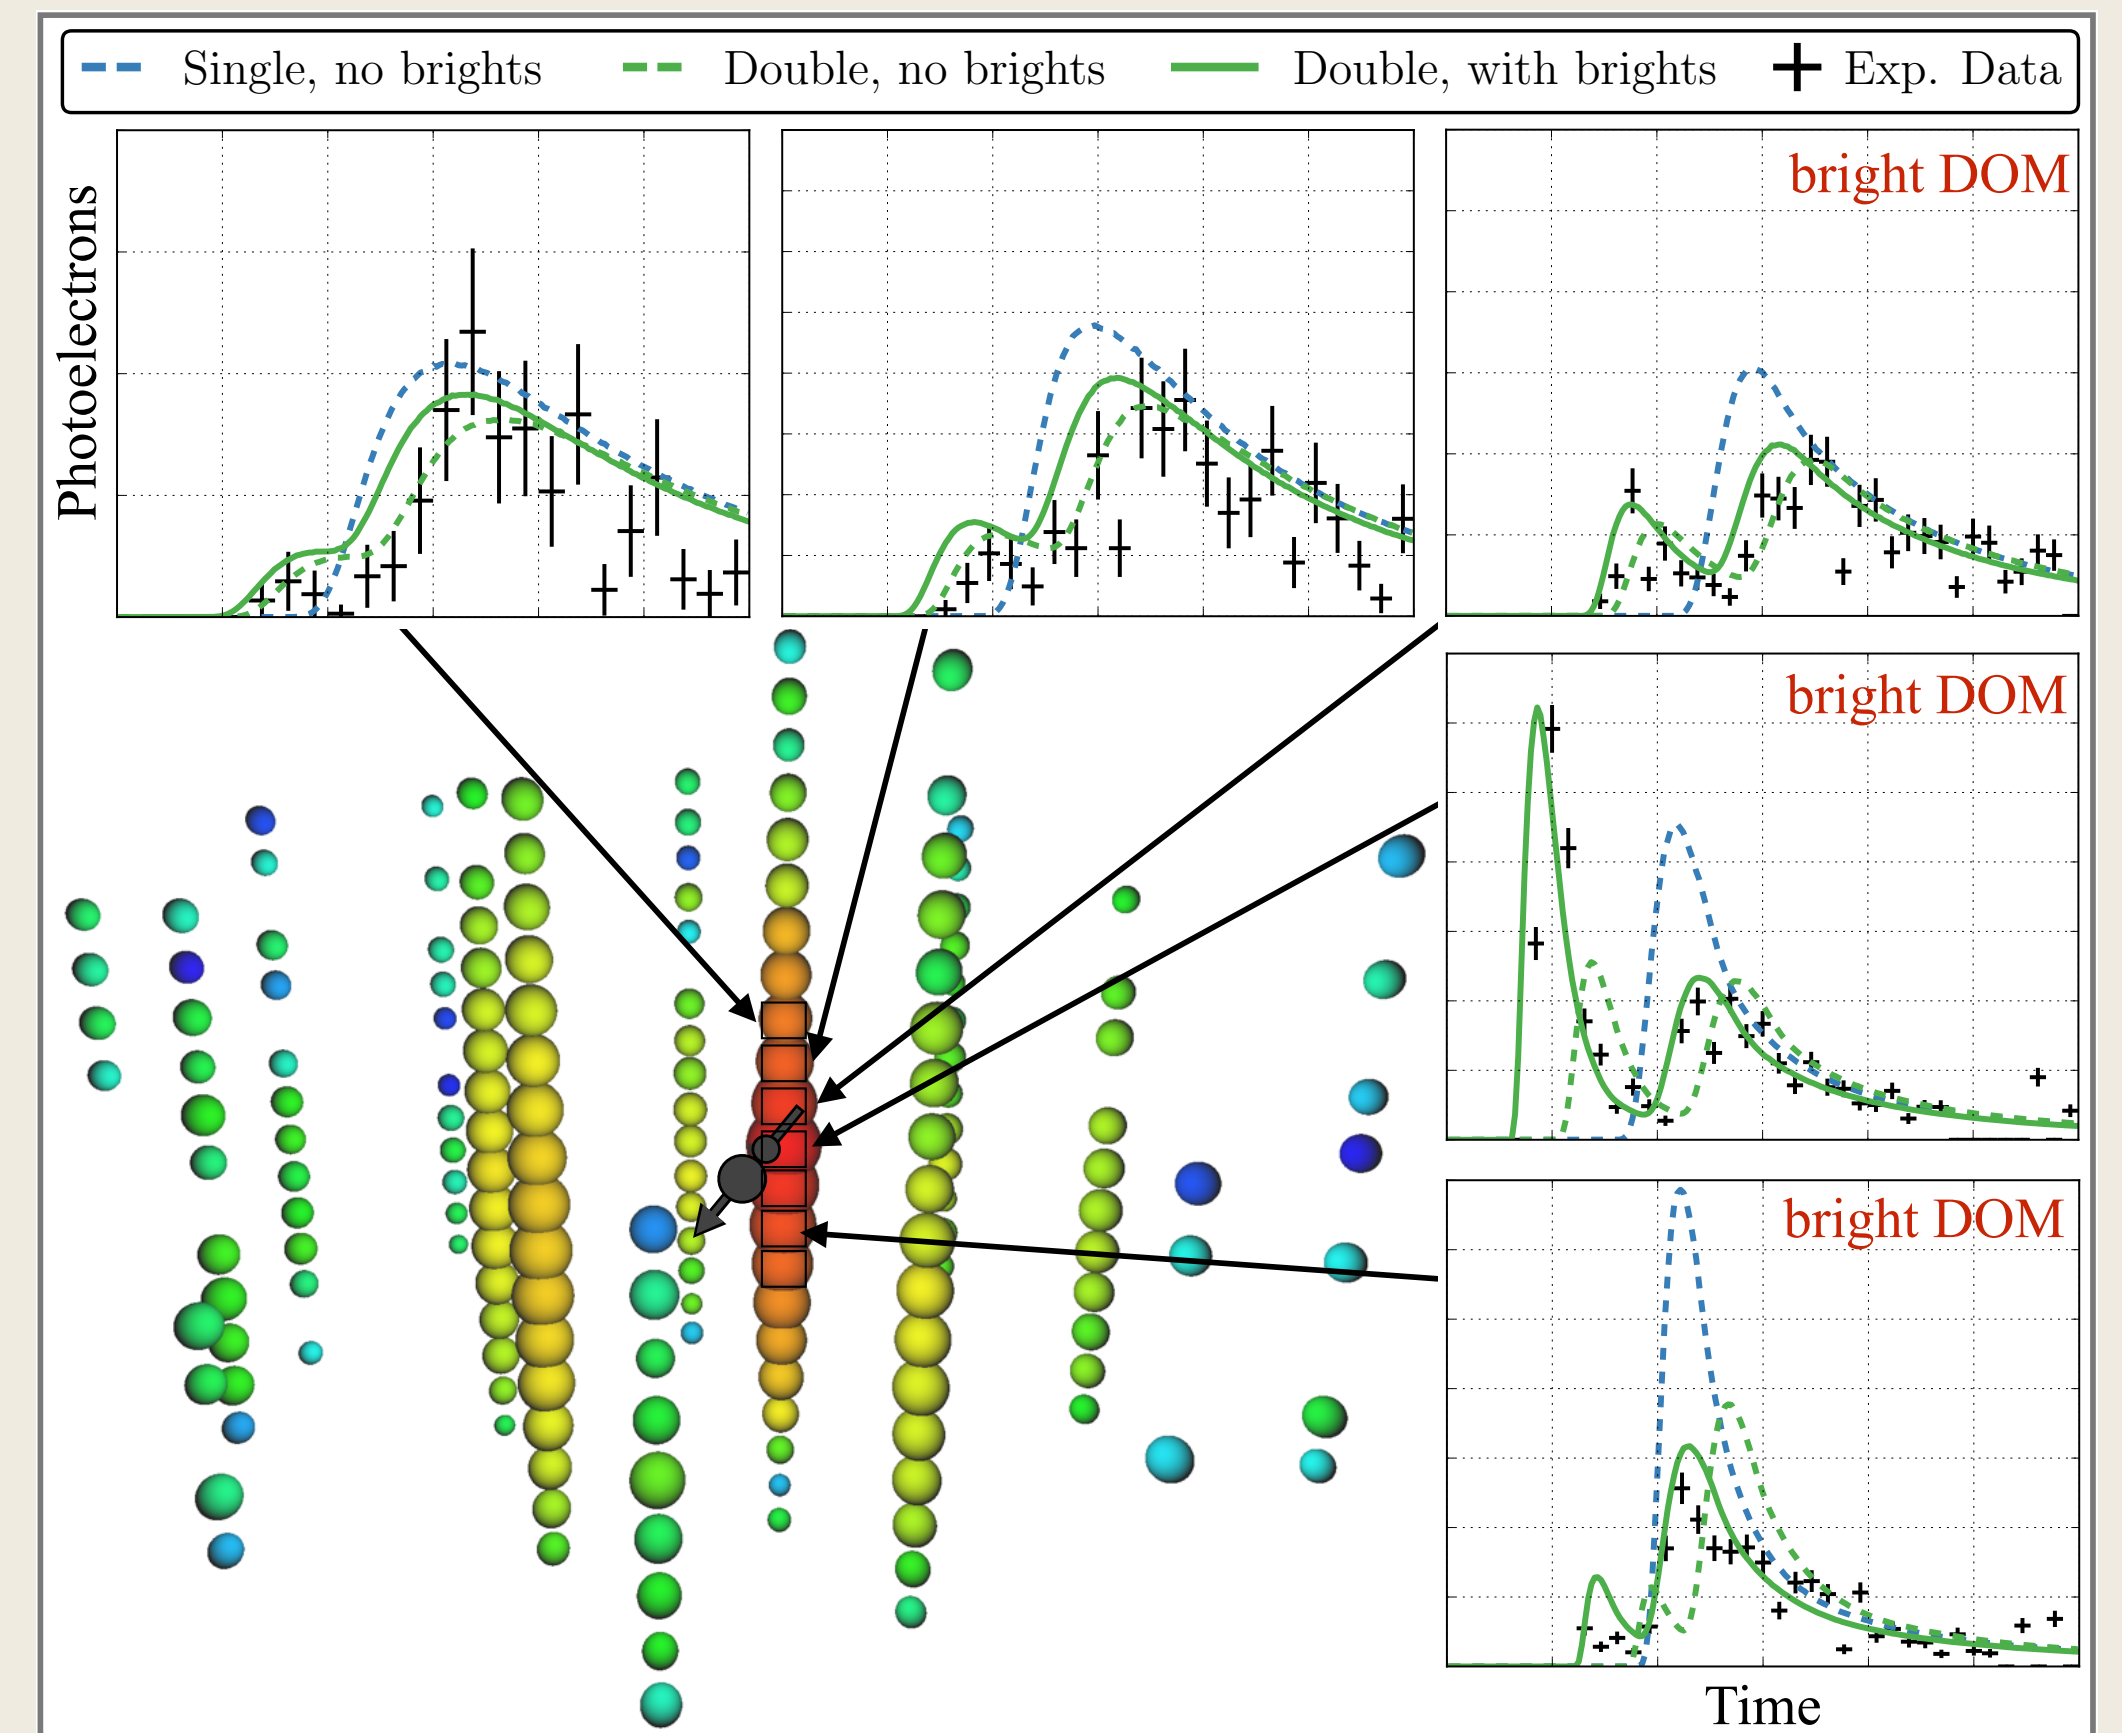 Single, no brights
Double, no brights
Double, with brights
Exp. Data
Photoelectrons
bright DOM
bright DOM
bright DOM
Time